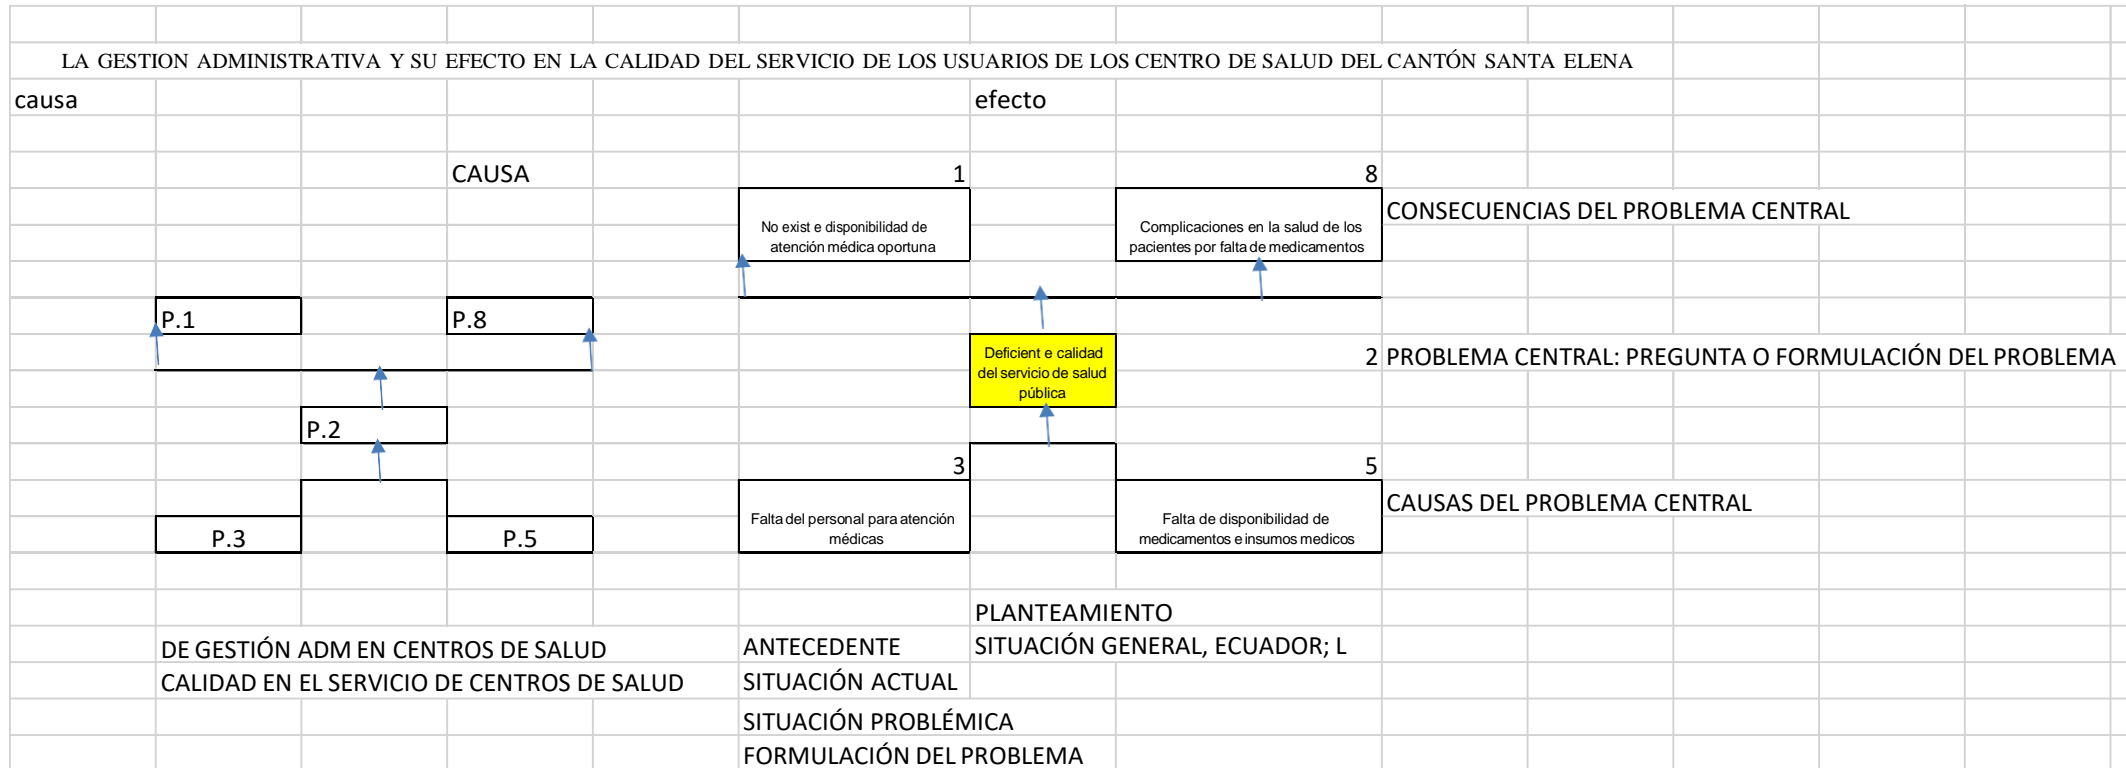 LA GESTION ADMINISTRATIVA Y SU EFECTO EN LA CALIDAD DEL SERVICIO DE LOS USUARIOS DE LOS CENTRO DE SALUD DEL CANTÓN SANTA ELENA
causa
efecto
CAUSA
1
8
No exist e disponibilidad de
atención médica oportuna
Complicaciones en la salud de los
pacientes por falta de medicamentos
CONSECUENCIAS DEL PROBLEMA CENTRAL
P.1
P.8
Deficient e calidad
del servicio de salud
pública
2
PROBLEMA CENTRAL: PREGUNTA O FORMULACIÓN DEL PROBLEMA
P.2
3
5
Falta del personal para atención
médicas
Falta de disponibilidad de
medicamentos e insumos medicos
CAUSAS DEL PROBLEMA CENTRAL
P.3
P.5
PLANTEAMIENTO
DE GESTIÓN ADM EN CENTROS DE SALUD
ANTECEDENTE
SITUACIÓN GENERAL, ECUADOR; L
CALIDAD EN EL SERVICIO DE CENTROS DE SALUD
SITUACIÓN ACTUAL
SITUACIÓN PROBLÉMICA
FORMULACIÓN DEL PROBLEMA